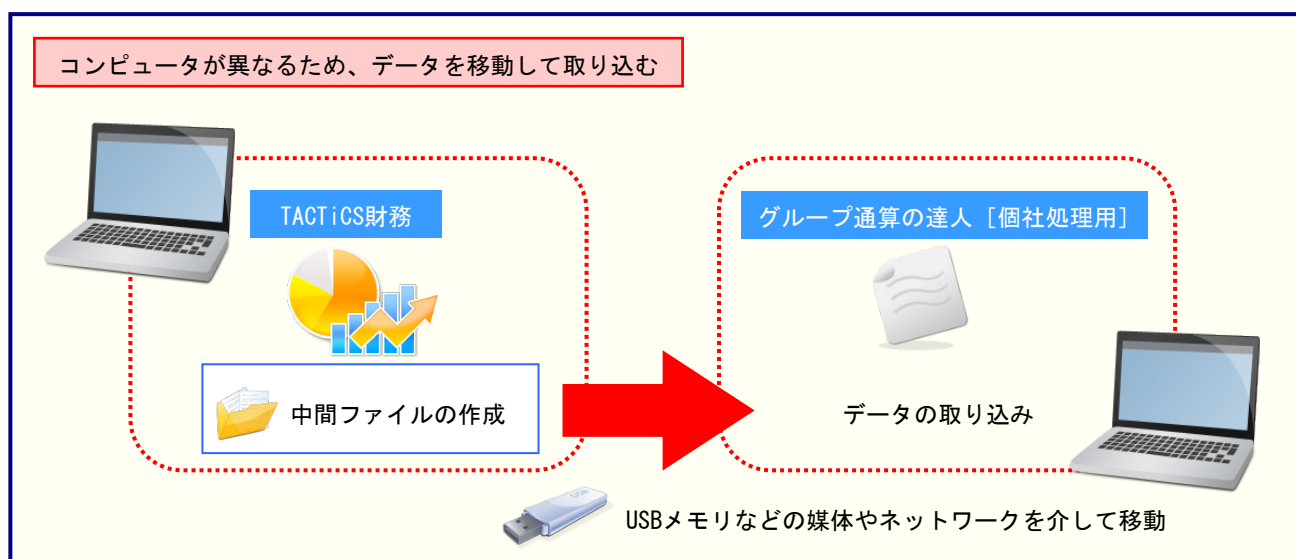 コンピュータが異なるため、データを移動して取り込む
TACTiCS財務
グループ通算の達人［個社処理用］
中間ファイルの作成
データの取り込み
USB
USBメモリなどの媒体やネットワークを介して移動